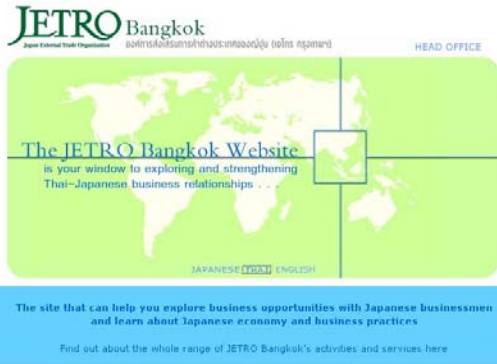 JETRO Bangkok
Japan External Trade Organization
องค์การส่งเสริมการค้าต่างประเทศของญี่ปุ่น (เจโทร กรุงเทพฯ)
HEAD OFFICE
The JETRO Bangkok Website
is your window to exploring and strengthening
Thai-Japanese business relationships . . .
JAPANESE THAI ENGLISH
The site that can help you explore business opportunities with Japanese businessmen
and learn about Japanese economy and business practices
Find out about the whole range of JETRO Bangkok's activities and services here